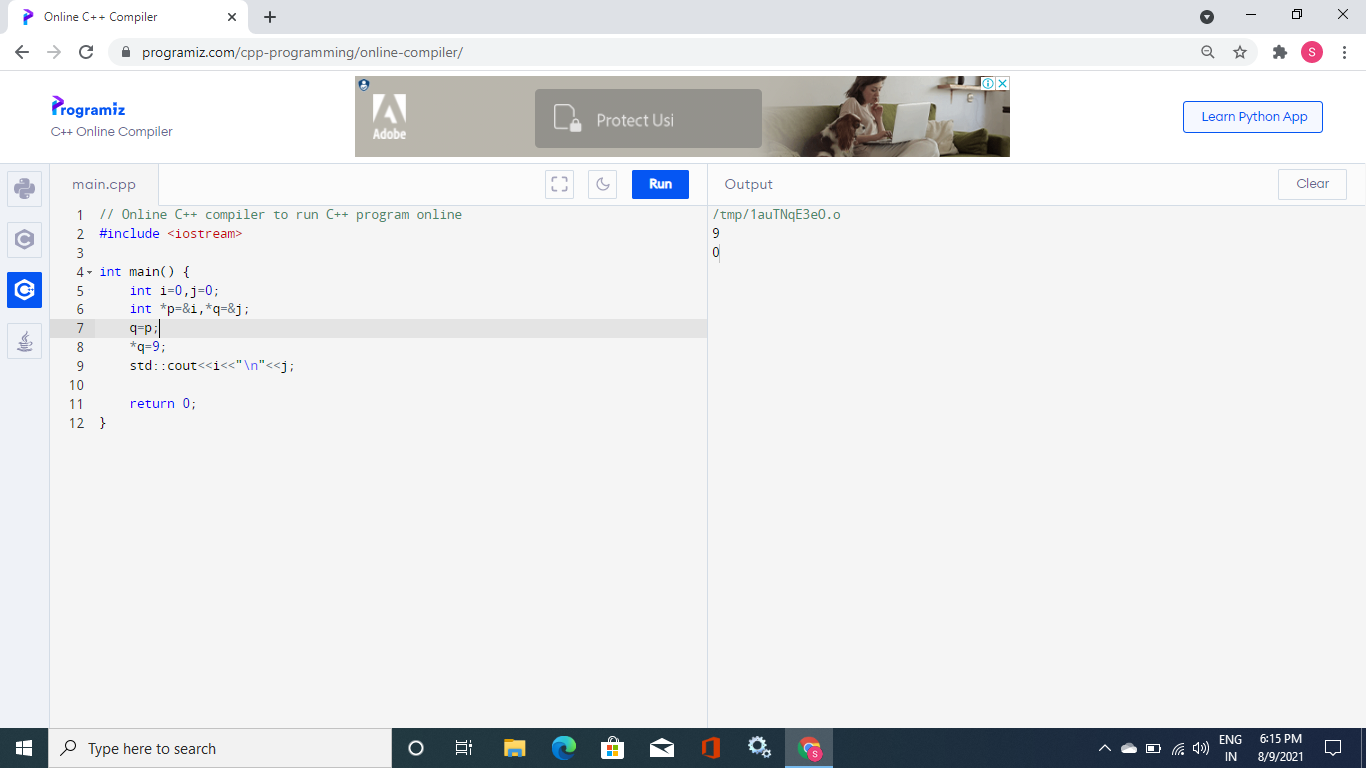 Online C++ Compiler
programiz.com/cpp-programming/online-compiler/
S
Programiz
C++ Online Compiler
Adobe
Protect Usi
Learn Python App
main.cpp
Run
Output
Clear
1 // Online C++ compiler to run C++ program online
2 #include <iostream>
3
4 int main() {
5 int i=0,j=0;
6 int *p=&i,*q=&j;
7 q=p;
8 *q=9;
9 std::cout<<i<<"\n"<<j;
10
11 return 0;
12 }
/tmp/1auTNqE3eO.o
9
0
Type here to search
S
ENG
IN
6:15 PM
8/9/2021